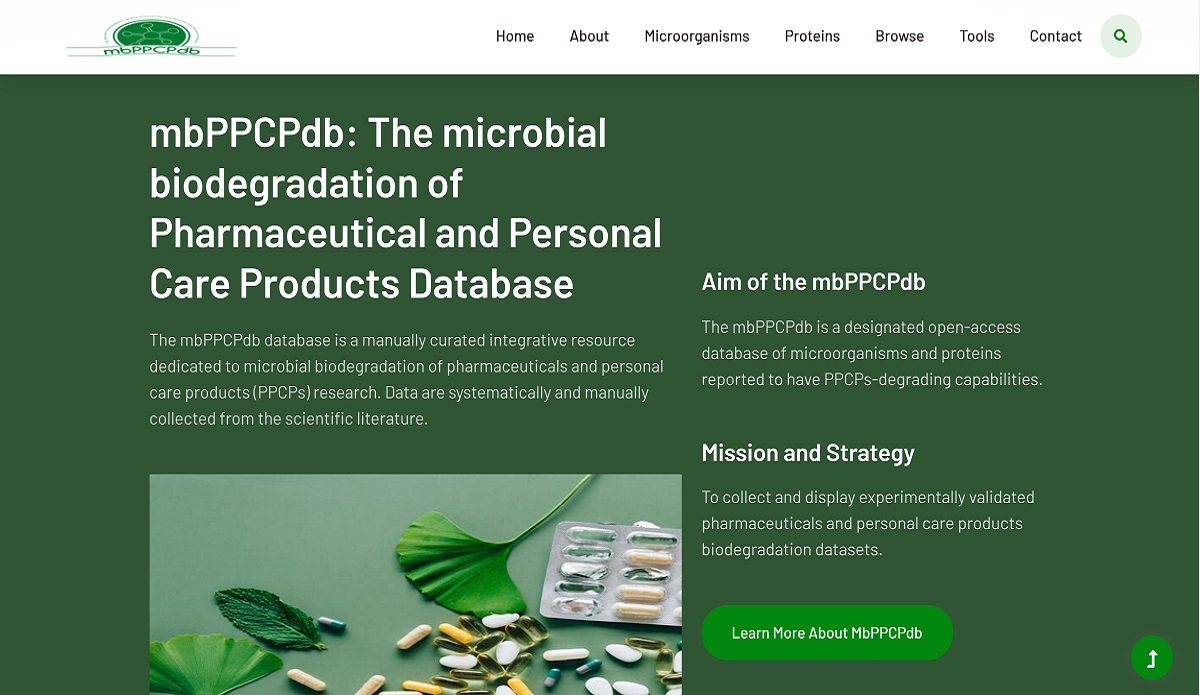 mbPPCPdb
Home
About
Microorganisms
Proteins
Browse
Tools
Contact
mbPPCPdb: The microbial
biodegradation of
Pharmaceutical and Personal
Care Products Database
The mbPPCPdb database is a manually curated integrative resource
dedicated to microbial biodegradation of pharmaceuticals and personal
care products (PPCPs) research. Data are systematically and manually
collected from the scientific literature.
Aim of the mbPPCPdb
The mbPPCPdb is a designated open-access
database of microorganisms and proteins
reported to have PPCPs-degrading capabilities.
Mission and Strategy
To collect and display experimentally validated
pharmaceuticals and personal care products
biodegradation datasets.
Learn More About MbPPCPdb